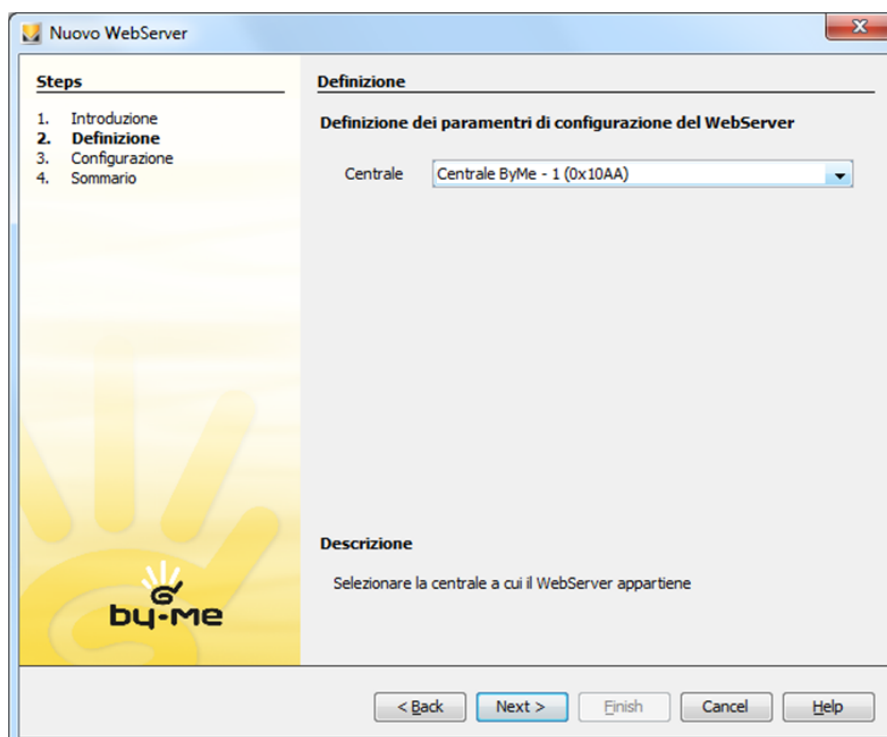 Nuovo WebServer
Steps
1. Introduzione
2. Definizione
3. Configurazione
4. Sommario
by-me
Definizione
Definizione dei paramentri di configurazione del WebServer
Centrale Centrale ByMe - 1 (0x10AA)
Descrizione
Selezionare la centrale a cui il WebServer appartiene
< Back Next > Finish Cancel Help